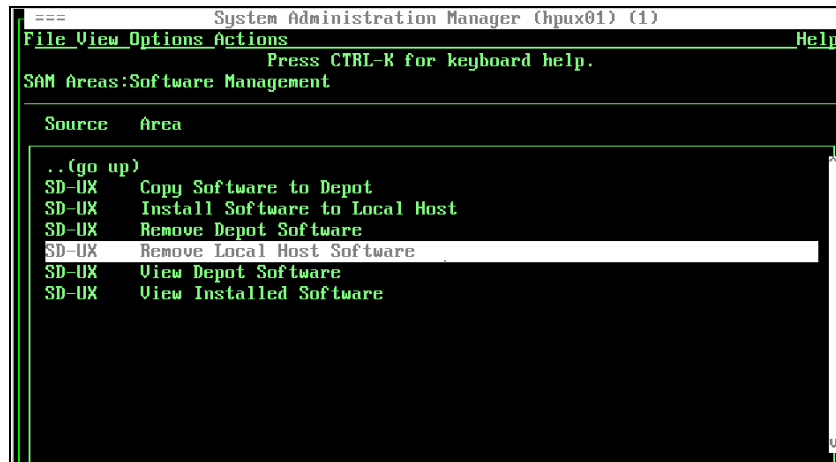 === System Administration Manager (hpux01) (1)
File View Options Actions Help
Press CTRL-K for keyboard help.
SAM Areas:Software Management
Source Area
..(go up)
SD-UX Copy Software to Depot
SD-UX Install Software to Local Host
SD-UX Remove Depot Software
SD-UX Remove Local Host Software
SD-UX View Depot Software
SD-UX View Installed Software